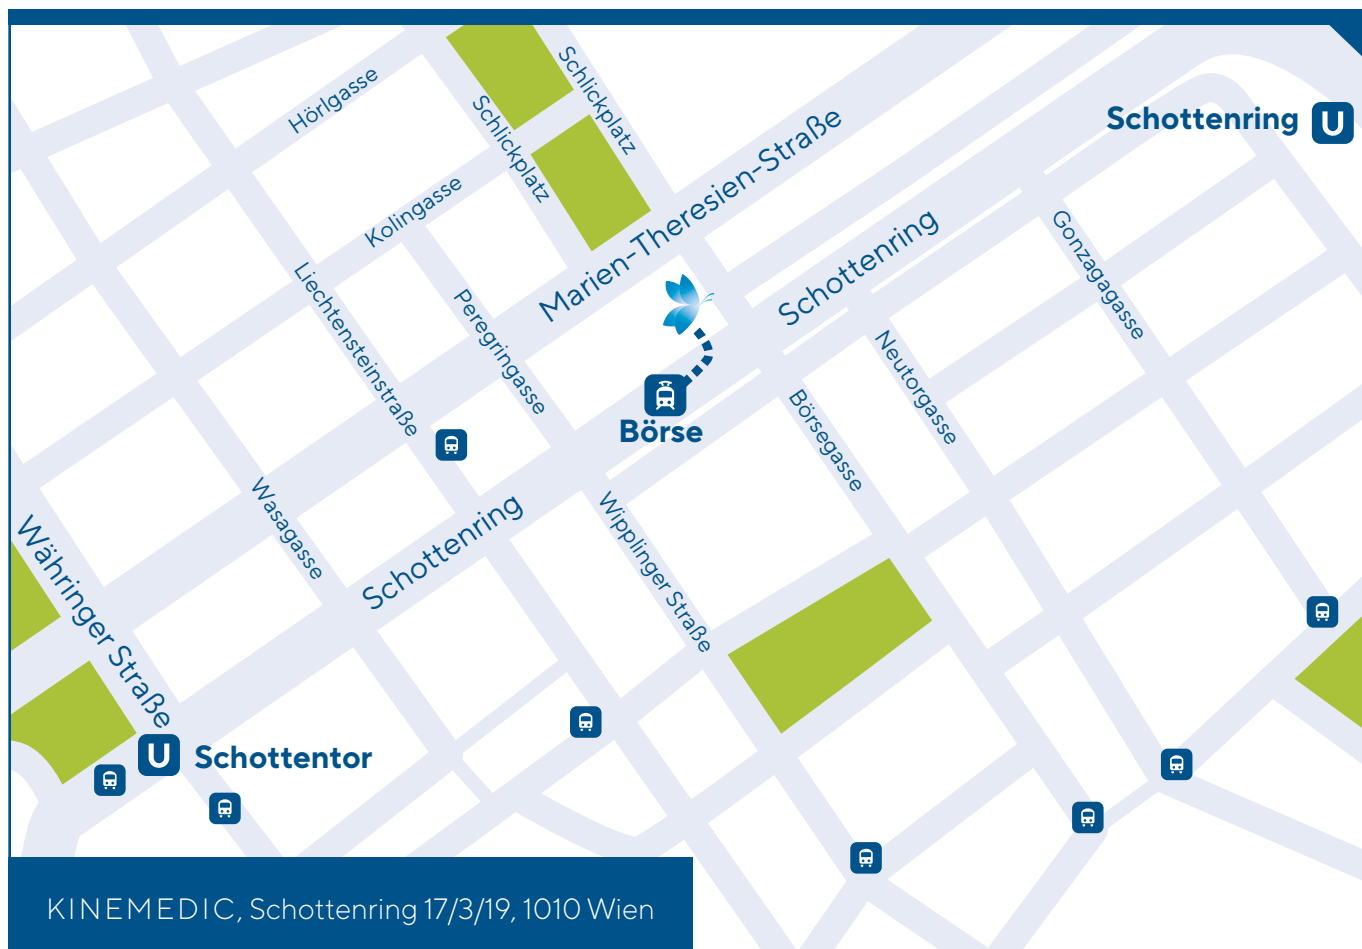 Schlickplatz
Hörlgasse
Schlickplatz
Schottenring U
Marien-Theresien-Straße
Kolingasse
Schottenring
Gonzagagasse
Liechtensteinstraße
Peregringasse
Neutorgasse
Börse
Börsegasse
Wasagasse
Schottenring
Wipplinger Straße
Währinger Straße
U Schottentor
KINEMEDIC, Schottenring 17/3/19, 1010 Wien